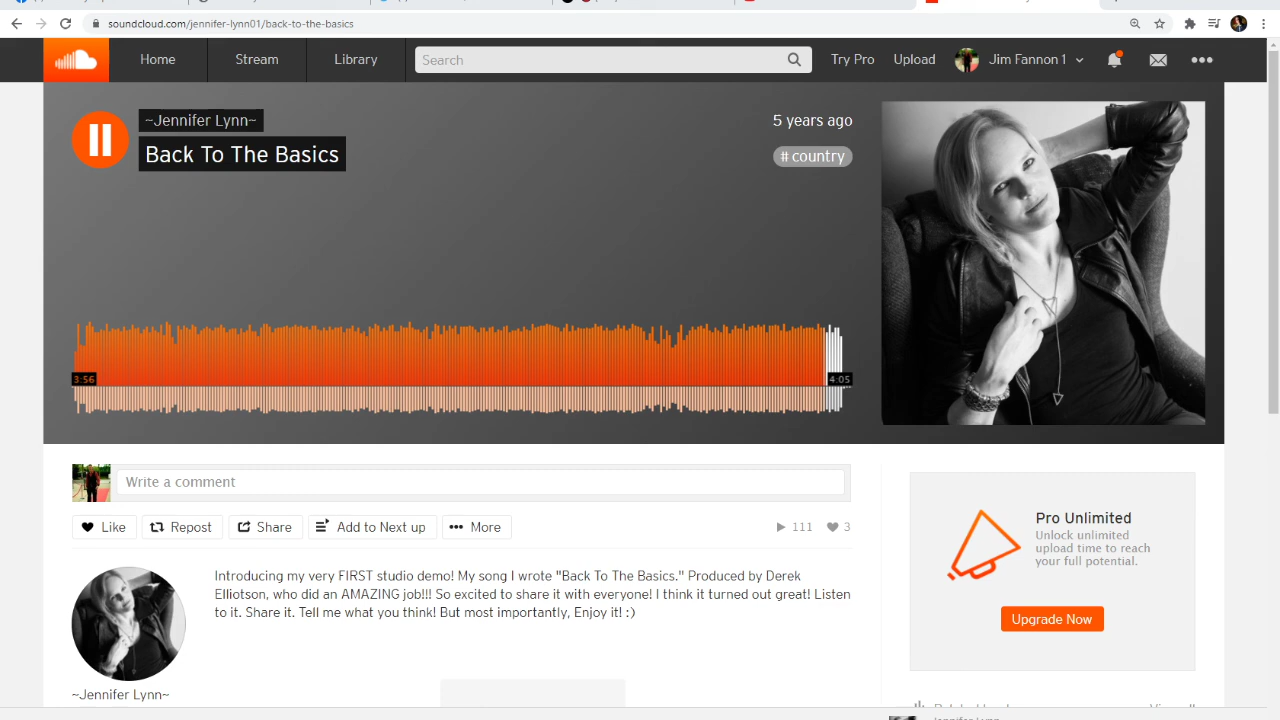 soundcloud.com/jennifer-lynn01/back-to-the-basics
Home
Stream
Library
Search
Try Pro
Upload
Jim Fannon 1
~Jennifer Lynn~
Back To The Basics
5 years ago
# country
3:56
4:05
Write a comment
Like
Repost
Share
Add to Next up
More
111
3
Introducing my very FIRST studio demo! My song I wrote "Back To The Basics." Produced by Derek
Elliotson, who did an AMAZING job!!! So excited to share it with everyone! I think it turned out great! Listen
to it. Share it. Tell me what you think! But most importantly, Enjoy it! :)
~Jennifer Lynn~
Pro Unlimited
Unlock unlimited
upload time to reach
your full potential.
Upgrade Now